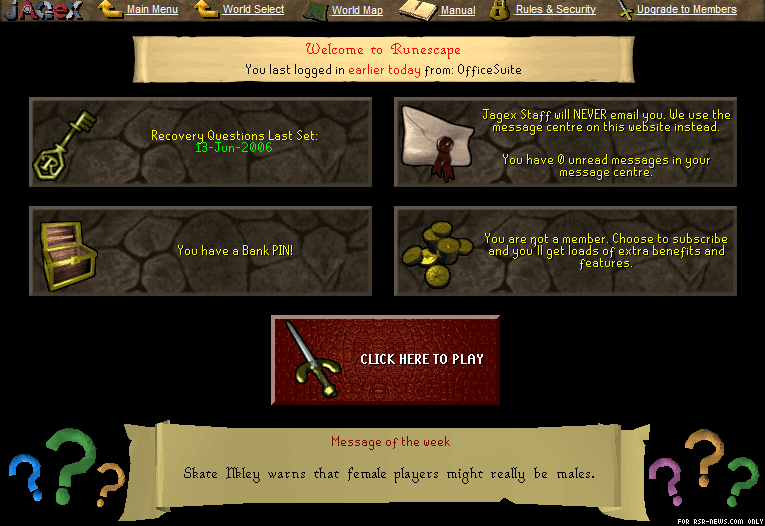 JAGEX Main Menu World Select World Map Manual Rules & Security Upgrade to Members
Welcome to Runescape
You last logged in earlier today from: OfficeSuite
Recovery Questions Last Set:
13-Jun-2006
Jagex Staff will NEVER email you. We use the
message centre on this website instead.
You have 0 unread messages in your
message centre.
You have a Bank PIN!
You are not a member. Choose to subscribe
and you'll get loads of extra benefits and
features.
CLICK HERE TO PLAY
Message of the week
Skate Nkley warns that female players might really be males.
FOR RSR-NEWS.COM ONLY